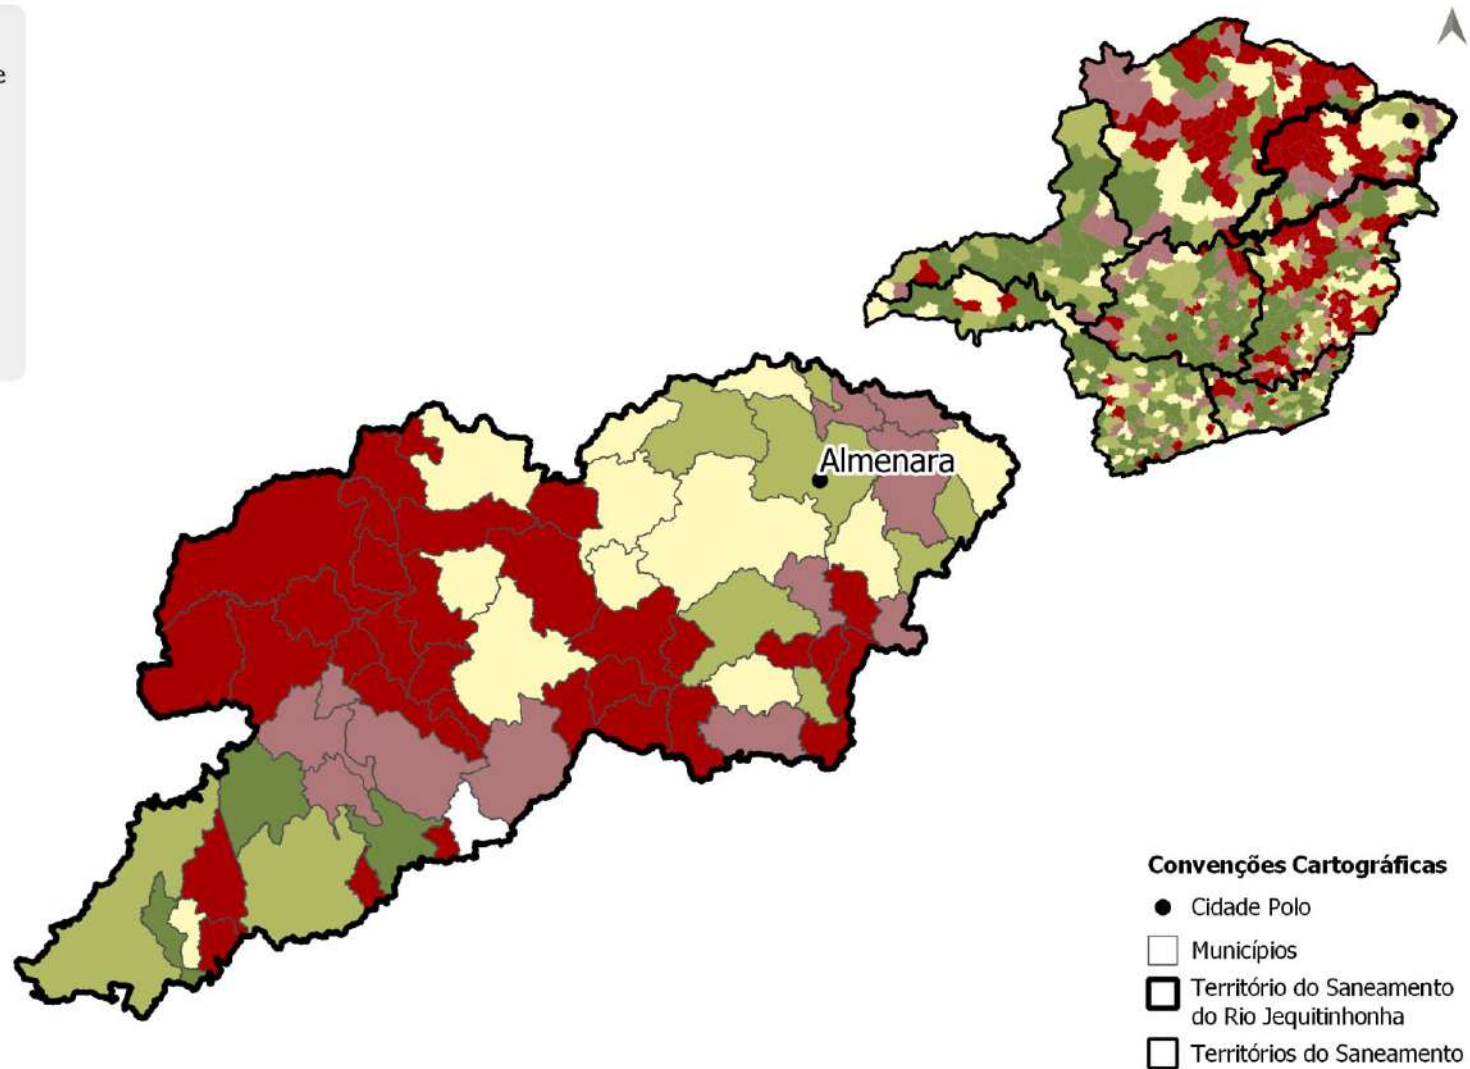 e
Almenara
Convenções Cartográficas
Cidade Polo
Municípios
Território do Saneamento
do Rio Jequitinhonha
Territórios do Saneamento